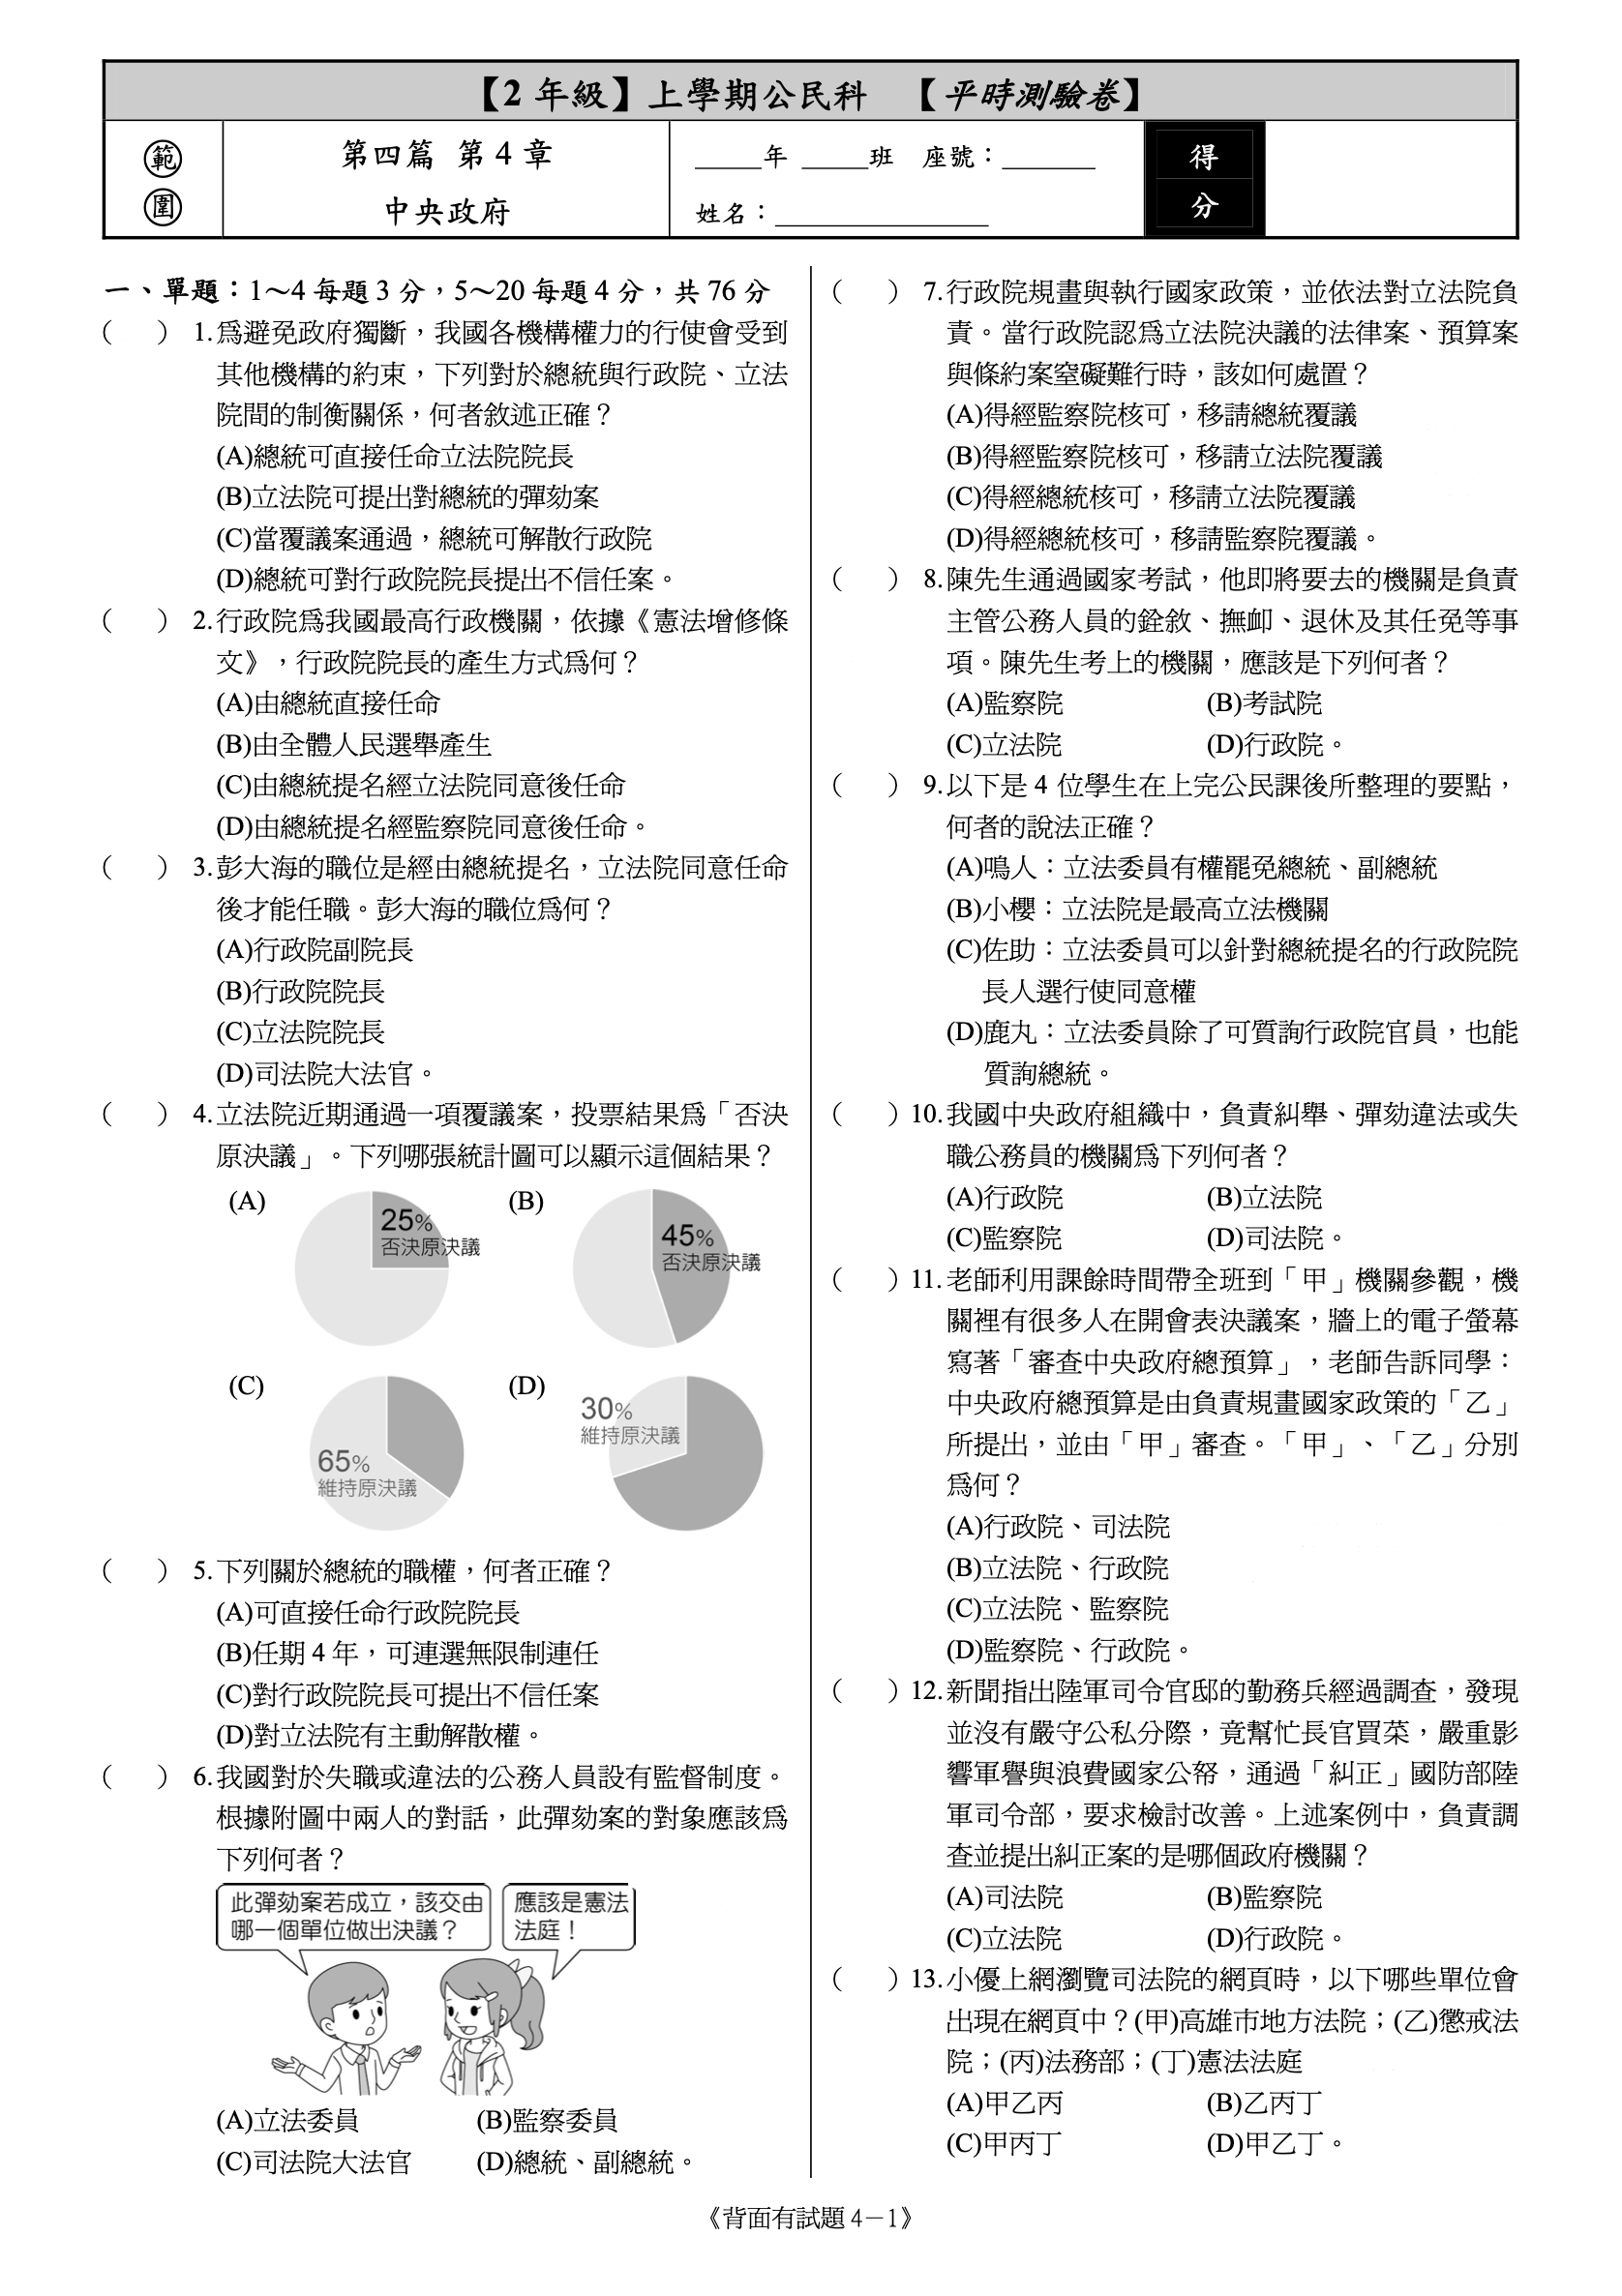 【2 年級】上學期公民科 【平時測驗卷】
範
圍
第四篇 第 4 章
中央政府
_____年 _____班 座號：_______
姓名：________________
得
分
一、單題：1～4 每題 3 分，5～20 每題 4 分，共 76 分
（ ） 1.為避免政府獨斷，我國各機構權力的行使會受到
其他機構的約束，下列對於總統與行政院、立法
院間的制衡關係，何者敘述正確？
(A)總統可直接任命立法院院長
(B)立法院可提出對總統的彈劾案
(C)當覆議案通過，總統可解散行政院
(D)總統可對行政院院長提出不信任案。
（ ） 2.行政院為我國最高行政機關，依據《憲法增修條
文》，行政院院長的產生方式為何？
(A)由總統直接任命
(B)由全體人民選舉產生
(C)由總統提名經立法院同意後任命
(D)由總統提名經監察院同意後任命。
（ ） 3.彭大海的職位是經由總統提名，立法院同意任命
後才能任職。彭大海的職位為何？
(A)行政院副院長
(B)行政院院長
(C)立法院院長
(D)司法院大法官。
（ ） 4.立法院近期通過一項覆議案，投票結果為「否決
原決議」。下列哪張統計圖可以顯示這個結果？
(A)
25%
否決原決議
(B)
45%
否決原決議
(C)
65%
維持原決議
(D)
30%
維持原決議
（ ） 5.下列關於總統的職權，何者正確？
(A)可直接任命行政院院長
(B)任期 4 年，可連選無限制連任
(C)對行政院院長可提出不信任案
(D)對立法院有主動解散權。
（ ） 6.我國對於失職或違法的公務人員設有監督制度。
根據附圖中兩人的對話，此彈劾案的對象應該為
下列何者？
此彈劾案若成立，該交由
哪一個單位做出決議？
應該是憲法
法庭！
(A)立法委員 (B)監察委員
(C)司法院大法官 (D)總統、副總統。
（ ） 7.行政院規畫與執行國家政策，並依法對立法院負
責。當行政院認為立法院決議的法律案、預算案
與條約案窒礙難行時，該如何處置？
(A)得經監察院核可，移請總統覆議
(B)得經監察院核可，移請立法院覆議
(C)得經總統核可，移請立法院覆議
(D)得經總統核可，移請監察院覆議。
（ ） 8.陳先生通過國家考試，他即將要去的機關是負責
主管公務人員的銓敘、撫卹、退休及其任免等事
項。陳先生考上的機關，應該是下列何者？
(A)監察院 (B)考試院
(C)立法院 (D)行政院。
（ ） 9.以下是 4 位學生在上完公民課後所整理的要點，
何者的說法正確？
(A)鳴人：立法委員有權罷免總統、副總統
(B)小櫻：立法院是最高立法機關
(C)佐助：立法委員可以針對總統提名的行政院院
長人選行使同意權
(D)鹿丸：立法委員除了可質詢行政院官員，也能
質詢總統。
（ ）10.我國中央政府組織中，負責糾舉、彈劾違法或失
職公務員的機關為下列何者？
(A)行政院 (B)立法院
(C)監察院 (D)司法院。
（ ）11.老師利用課餘時間帶全班到「甲」機關參觀，機
關裡有很多人在開會表決議案，牆上的電子螢幕
寫著「審查中央政府總預算」，老師告訴同學：
中央政府總預算是由負責規畫國家政策的「乙」
所提出，並由「甲」審查。「甲」、「乙」分別
為何？
(A)行政院、司法院
(B)立法院、行政院
(C)立法院、監察院
(D)監察院、行政院。
（ ）12.新聞指出陸軍司令官邸的勤務兵經過調查，發現
並沒有嚴守公私分際，竟幫忙長官買菜，嚴重影
響軍譽與浪費國家公帑，通過「糾正」國防部陸
軍司令部，要求檢討改善。上述案例中，負責調
查並提出糾正案的是哪個政府機關？
(A)司法院 (B)監察院
(C)立法院 (D)行政院。
（ ）13.小優上網瀏覽司法院的網頁時，以下哪些單位會
出現在網頁中？(甲)高雄市地方法院；(乙)懲戒法
院；(丙)法務部；(丁)憲法法庭
(A)甲乙丙 (B)乙丙丁
(C)甲丙丁 (D)甲乙丁。
《背面有試題 4－1》